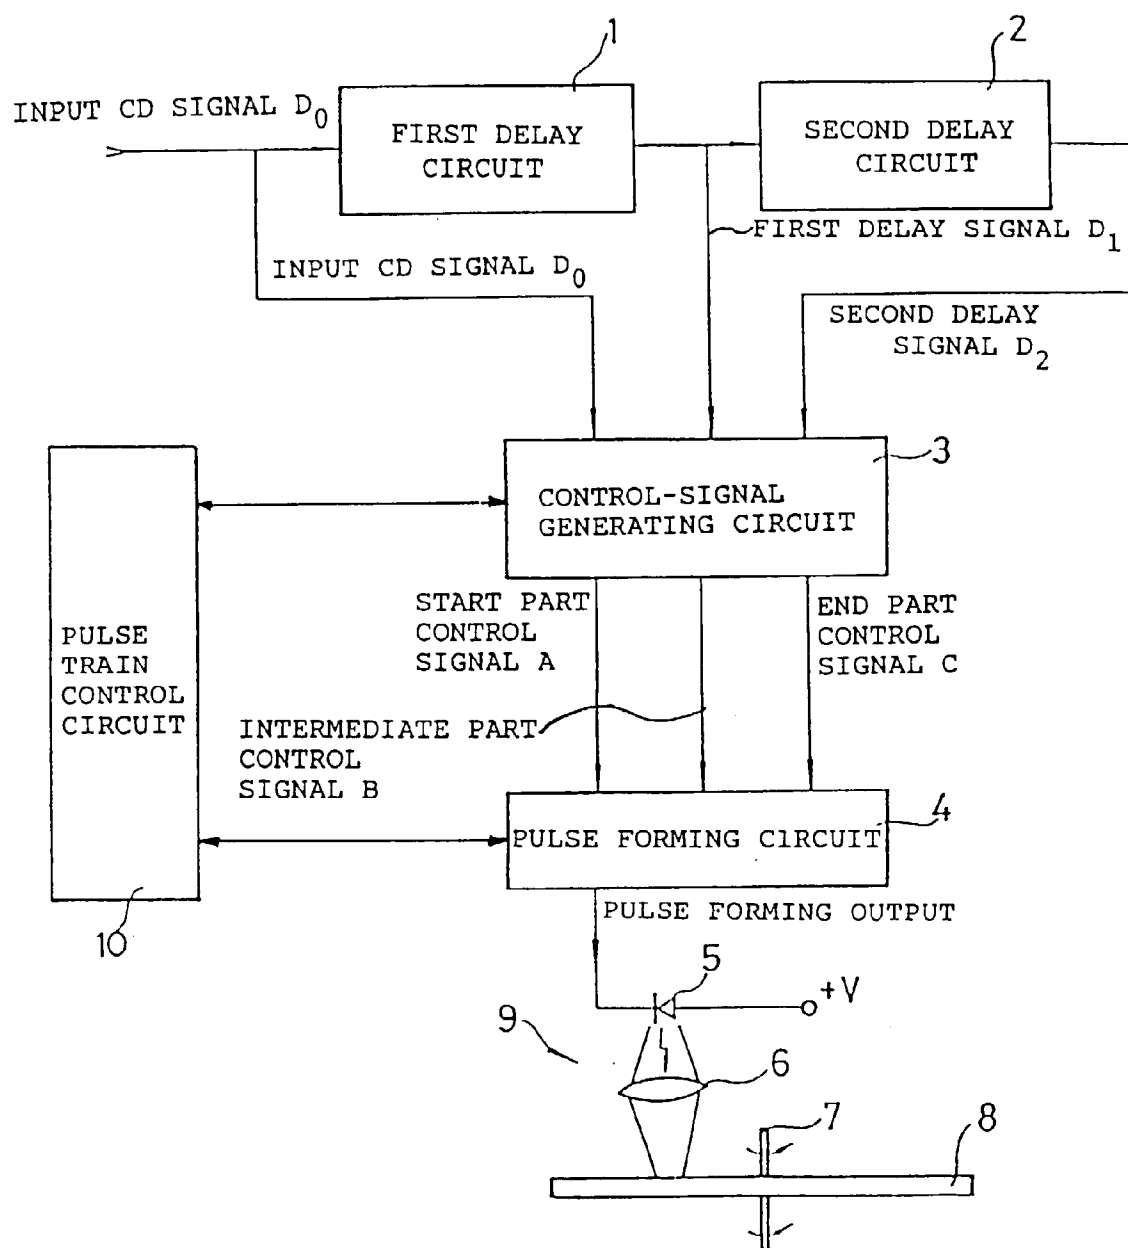 1
2
INPUT CD SIGNAL D0
FIRST DELAY
CIRCUIT
SECOND DELAY
CIRCUIT
FIRST DELAY SIGNAL D1
INPUT CD SIGNAL D0
SECOND DELAY
SIGNAL D2
3
CONTROL-SIGNAL
GENERATING CIRCUIT
START PART
CONTROL
SIGNAL A
END PART
CONTROL
SIGNAL C
PULSE
TRAIN
CONTROL
CIRCUIT
INTERMEDIATE PART
CONTROL
SIGNAL B
4
PULSE FORMING CIRCUIT
10
PULSE FORMING OUTPUT
5
+V
9
6
7
8